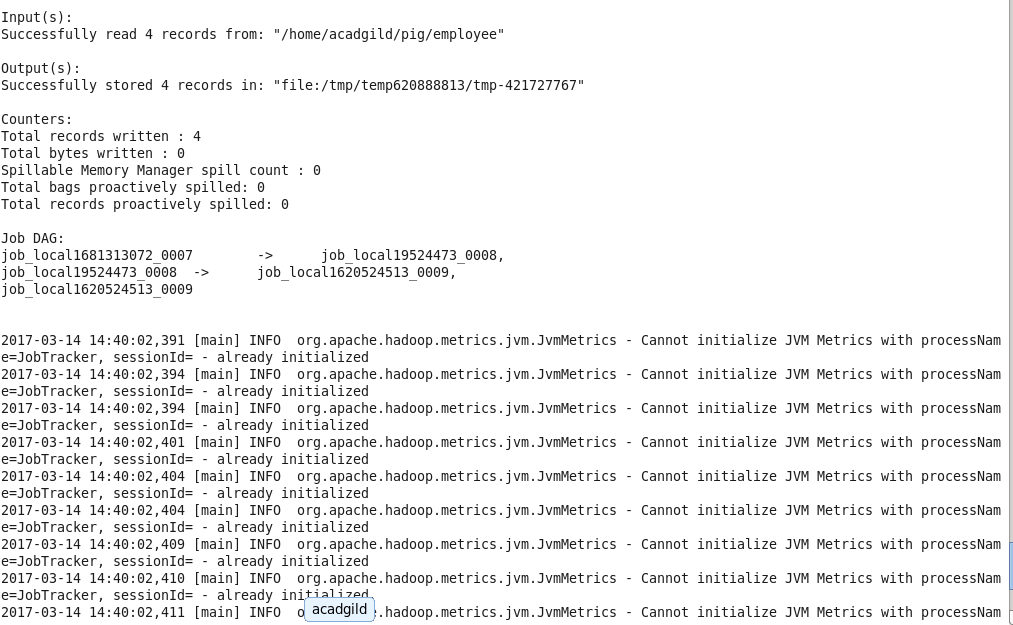 Input(s):
Successfully read 4 records from: "/home/acadgild/pig/employee"
Output(s):
Successfully stored 4 records in: "file:/tmp/temp620888813/tmp-421727767"
Counters:
Total records written : 4
Total bytes written : 0
Spillable Memory Manager spill count : 0
Total bags proactively spilled: 0
Total records proactively spilled: 0
Job DAG:
job_local1681313072_0007        ->      job_local19524473_0008,
job_local19524473_0008  ->      job_local1620524513_0009,
job_local1620524513_0009
2017-03-14 14:40:02,391 [main] INFO  org.apache.hadoop.metrics.jvm.JvmMetrics - Cannot initialize JVM Metrics with processNam
e=JobTracker, sessionId= - already initialized
2017-03-14 14:40:02,394 [main] INFO  org.apache.hadoop.metrics.jvm.JvmMetrics - Cannot initialize JVM Metrics with processNam
e=JobTracker, sessionId= - already initialized
2017-03-14 14:40:02,394 [main] INFO  org.apache.hadoop.metrics.jvm.JvmMetrics - Cannot initialize JVM Metrics with processNam
e=JobTracker, sessionId= - already initialized
2017-03-14 14:40:02,401 [main] INFO  org.apache.hadoop.metrics.jvm.JvmMetrics - Cannot initialize JVM Metrics with processNam
e=JobTracker, sessionId= - already initialized
2017-03-14 14:40:02,404 [main] INFO  org.apache.hadoop.metrics.jvm.JvmMetrics - Cannot initialize JVM Metrics with processNam
e=JobTracker, sessionId= - already initialized
2017-03-14 14:40:02,404 [main] INFO  org.apache.hadoop.metrics.jvm.JvmMetrics - Cannot initialize JVM Metrics with processNam
e=JobTracker, sessionId= - already initialized
2017-03-14 14:40:02,409 [main] INFO  org.apache.hadoop.metrics.jvm.JvmMetrics - Cannot initialize JVM Metrics with processNam
e=JobTracker, sessionId= - already initialized
2017-03-14 14:40:02,410 [main] INFO  org.apache.hadoop.metrics.jvm.JvmMetrics - Cannot initialize JVM Metrics with processNam
e=JobTracker, sessionId= - already initialized
2017-03-14 14:40:02,411 [main] INFO  o .hadoop.metrics.jvm.JvmMetrics - Cannot initialize JVM Metrics with processNam
acadgild